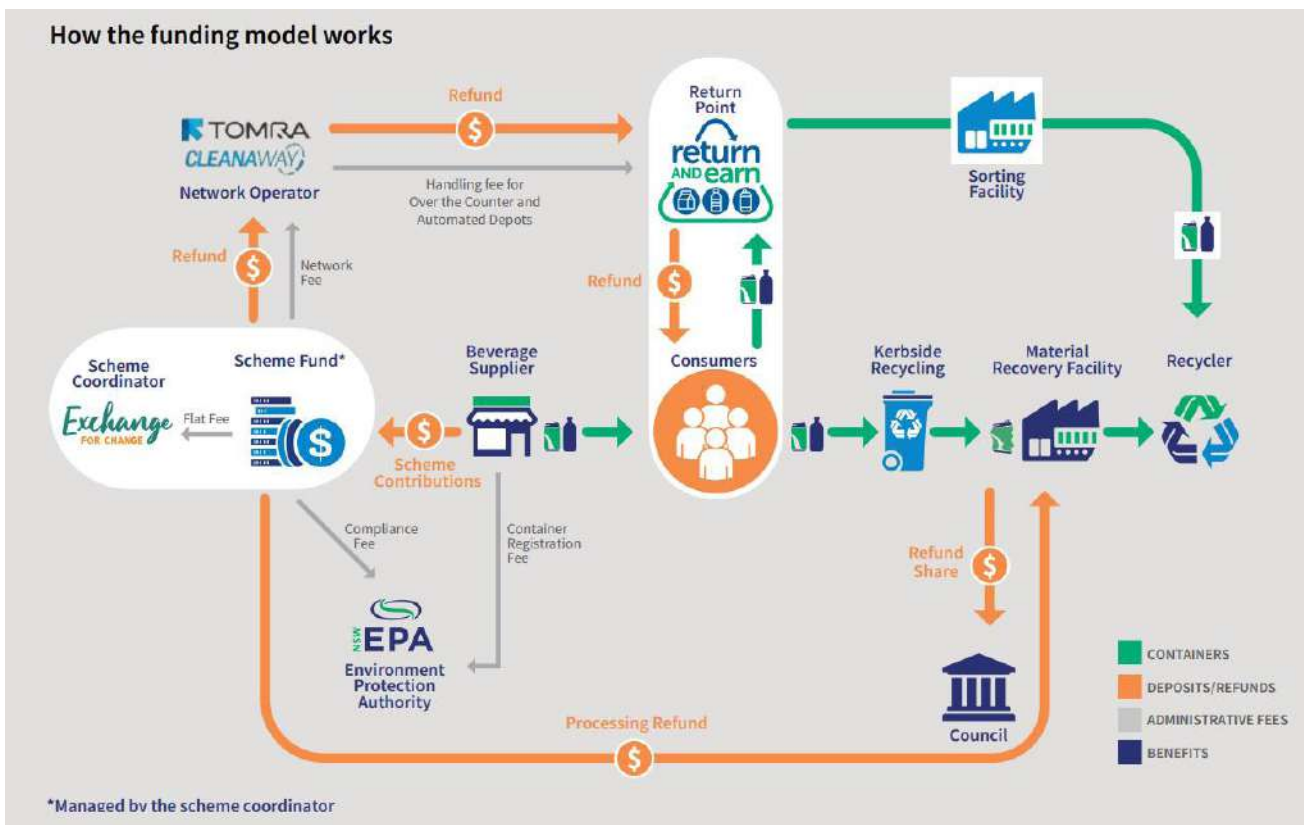 How the funding model works
Refund
$
TOMRA
CLEANAWAY
Network Operator
Handling fee for
Over the Counter and
Automated Depots
Return
Point
return
AND earn
Sorting
Facility
Refund
$
Network
Fee
Refund
$
Scheme
Coordinator
Exchange
FOR CHANGE
Flat Fee
Scheme Fund*
$
Beverage
Supplier
$
Scheme
Contributions
Consumers
Kerbside
Recycling
Material
Recovery Facility
Recycler
Compliance
Fee
Container
Registration
Fee
Refund
Share
$
NSW
EPA
Environment
Protection
Authority
Council
Processing Refund
$
CONTAINERS
DEPOSITS/REFUNDS
ADMINISTRATIVE FEES
BENEFITS
*Managed by the scheme coordinator